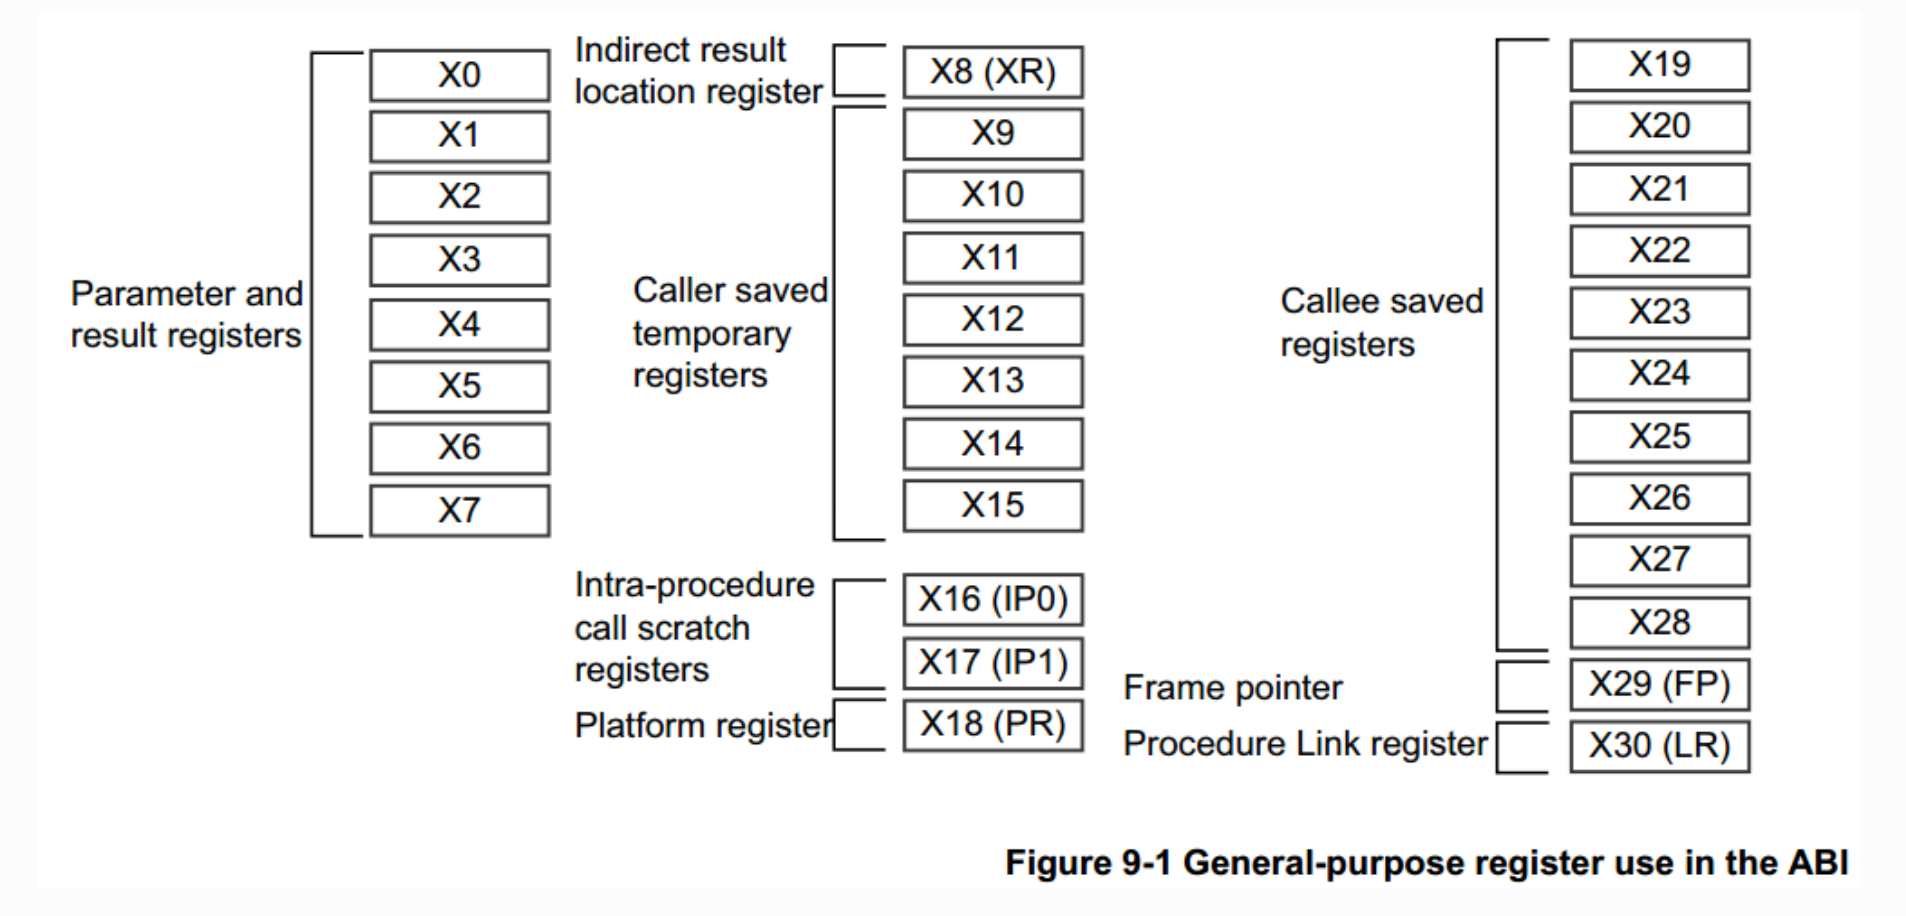 X0
X1
X2
X3
X4
X5
X6
X7
Parameter and
result registers
Indirect result
location register
X8 (XR)
X9
X10
X11
X12
X13
X14
X15
Caller saved
temporary
registers
Intra-procedure
call scratch
registers
X16 (IP0)
X17 (IP1)
Platform register
X18 (PR)
X19
X20
X21
X22
X23
X24
X25
X26
X27
X28
Callee saved
registers
Frame pointer
X29 (FP)
Procedure Link register
X30 (LR)
Figure 9-1 General-purpose register use in the ABI